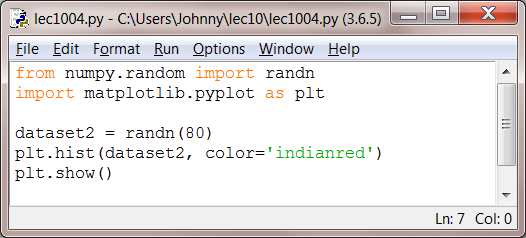 lec1004.py - C:\Users\Johnny\lec10\lec1004.py (3.6.5)
File Edit Format Run Options Window Help
from numpy.random import randn
import matplotlib.pyplot as plt
dataset2 = randn(80)
plt.hist(dataset2, color='indianred')
plt.show()
Ln: 7 Col: 0